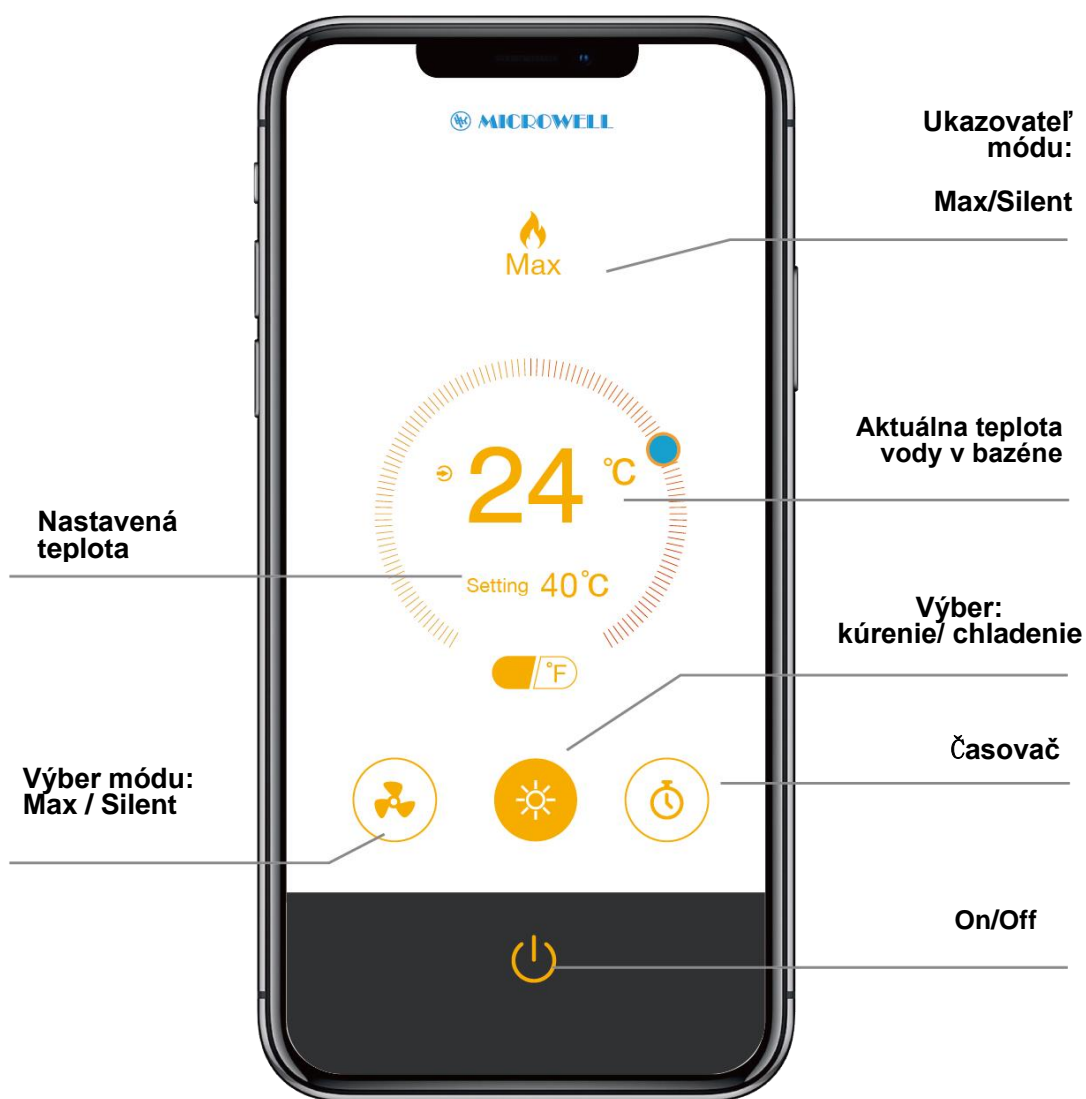 MICROWELL
Ukazovateľ
módu:
Max/Silent
Max
Aktuálna teplota
vody v bazéne
24 °C
Nastavená
teplota
Setting 40°C
Výber:
kúrenie/ chladenie
°F
Časovač
Výber módu:
Max / Silent
On/Off